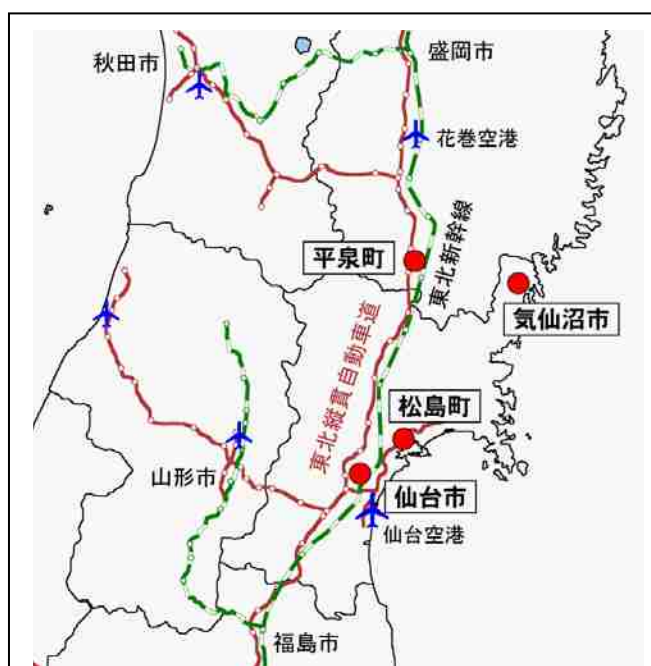 秋田市
盛岡市
花巻空港
平泉町
東北新幹線
気仙沼市
東北縦貫自動車道
松島町
山形市
仙台市
仙台空港
福島市